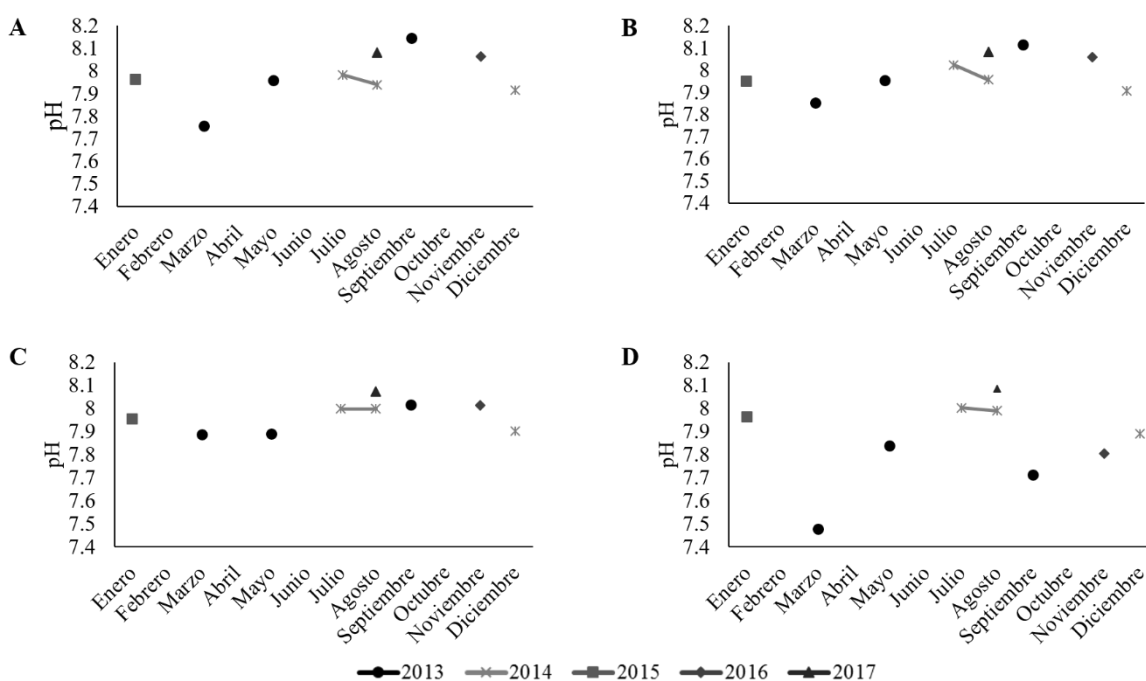 A
8.2
8.1
8
7.9
7.8
7.7
7.6
7.5
7.4
pH
Enero
Febrero
Marzo
Abril
Mayo
Junio
Julio
Agosto
Septiembre
Octubre
Noviembre
Diciembre
B
8.2
8.1
8
7.9
7.8
7.7
7.6
7.5
7.4
pH
Enero
Febrero
Marzo
Abril
Mayo
Junio
Julio
Agosto
Septiembre
Octubre
Noviembre
Diciembre
C
8.2
8.1
8
7.9
7.8
7.7
7.6
7.5
7.4
pH
Enero
Febrero
Marzo
Abril
Mayo
Junio
Julio
Agosto
Septiembre
Octubre
Noviembre
Diciembre
D
8.2
8.1
8
7.9
7.8
7.7
7.6
7.5
7.4
pH
Enero
Febrero
Marzo
Abril
Mayo
Junio
Julio
Agosto
Septiembre
Octubre
Noviembre
Diciembre
2013 2014 2015 2016 2017